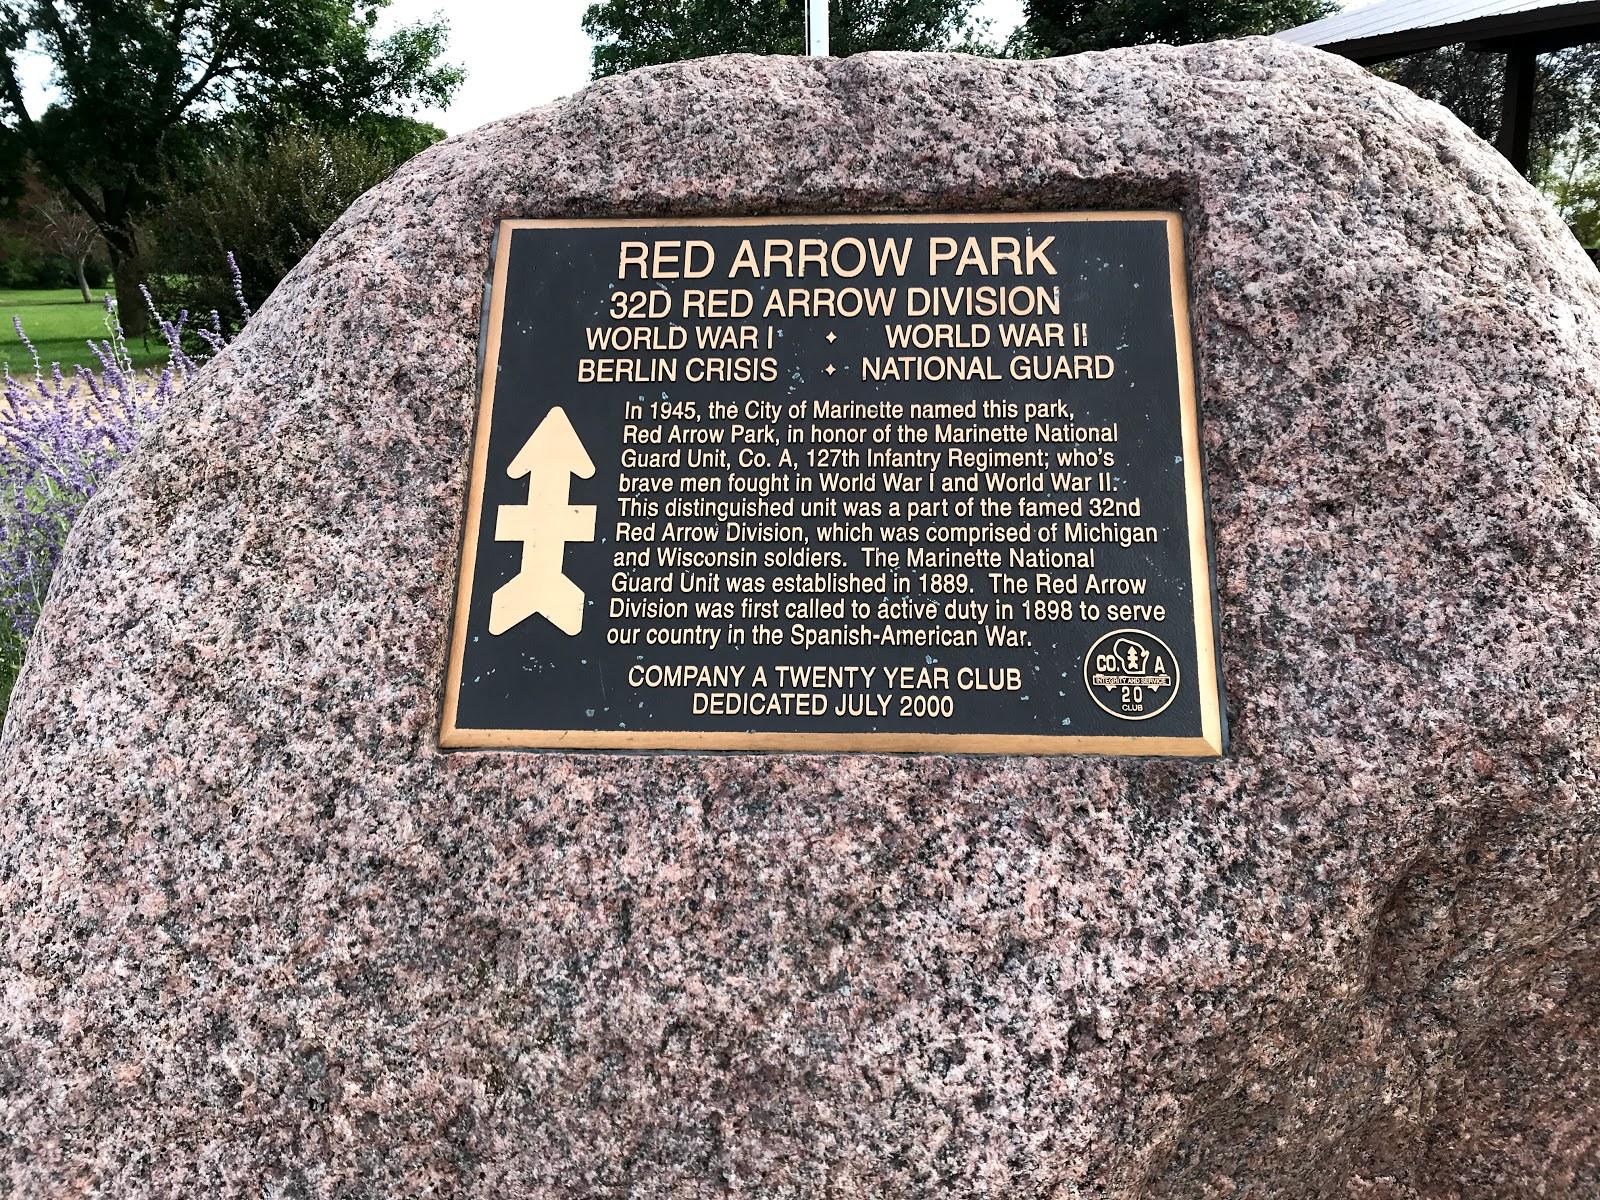 RED ARROW PARK
32D RED ARROW DIVISION
WORLD WAR I ✦ WORLD WAR II
BERLIN CRISIS ✦ NATIONAL GUARD
In 1945, the City of Marinette named this park,
Red Arrow Park, in honor of the Marinette National
Guard Unit, Co. A, 127th Infantry Regiment; who's
brave men fought in World War I and World War II.
This distinguished unit was a part of the famed 32nd
Red Arrow Division, which was comprised of Michigan
and Wisconsin soldiers. The Marinette National
Guard Unit was established in 1889. The Red Arrow
Division was first called to active duty in 1898 to serve
our country in the Spanish-American War.
COMPANY A TWENTY YEAR CLUB
DEDICATED JULY 2000
CO. A
INTEGRITY AND SERVICE
20
CLUB